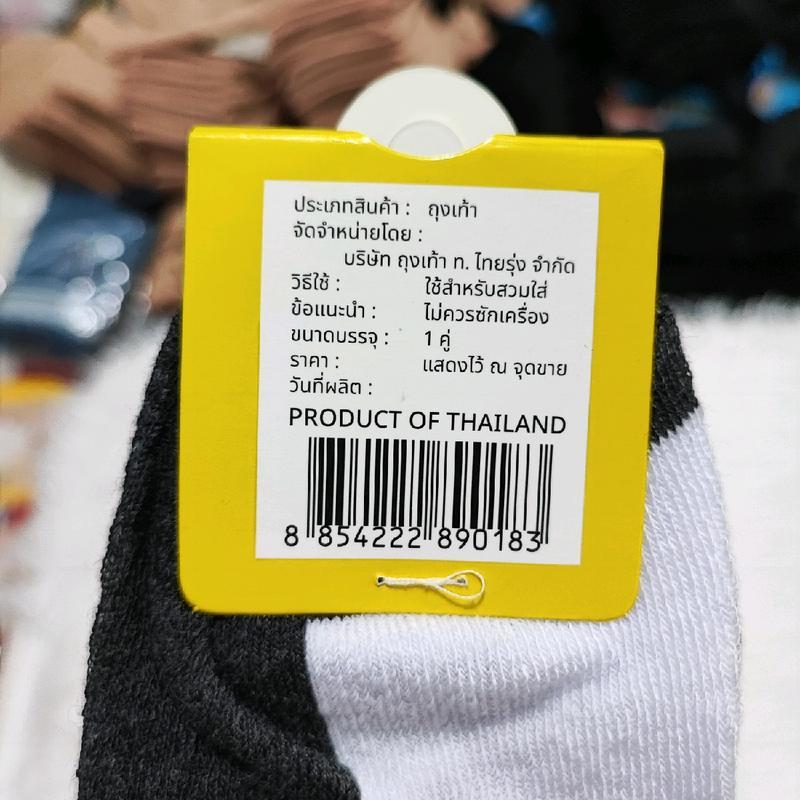 ประเภทสินค้า : ถุงเท้า
จัดจำหน่ายโดย :
บริษัท ถุงเท้า ท. ไทยรุ่ง จำกัด
วิธีใช้ : ใช้สำหรับสวมใส่
ข้อแนะนำ : ไม่ควรซักเครื่อง
ขนาดบรรจุ : 1 คู่
ราคา : แสดงไว้ ณ จุดขาย
วันที่ผลิต :
PRODUCT OF THAILAND
8 854222 890183